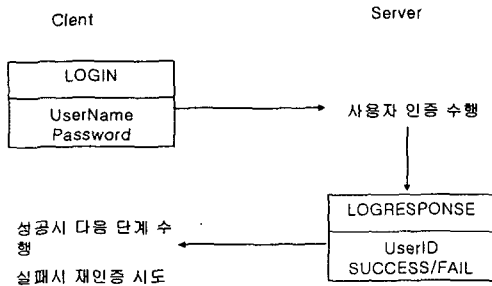 Clent
Server
LOGIN
UserName
Password
사용자 인증 수행
LOGRESPONSE
UserID
SUCCESS/FAIL
성공시 다음 단계 수
행
실패시 재인증 시도